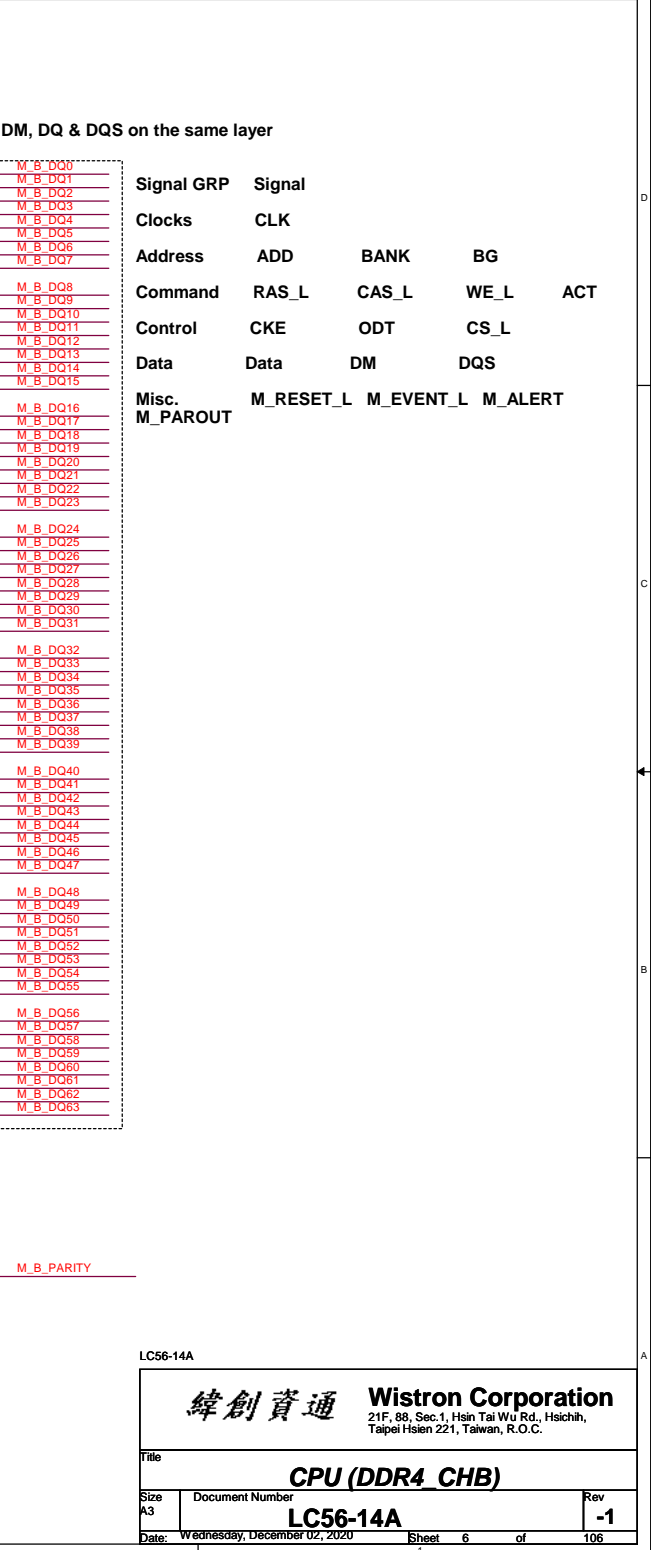 DM, DQ & DQS on the same layer
M_B_DQ0
M_B_DQ1
M_B_DQ2
M_B_DQ3
M_B_DQ4
M_B_DQ5
M_B_DQ6
M_B_DQ7
M_B_DQ8
M_B_DQ9
M_B_DQ10
M_B_DQ11
M_B_DQ12
M_B_DQ13
M_B_DQ14
M_B_DQ15
M_B_DQ16
M_B_DQ17
M_B_DQ18
M_B_DQ19
M_B_DQ20
M_B_DQ21
M_B_DQ22
M_B_DQ23
M_B_DQ24
M_B_DQ25
M_B_DQ26
M_B_DQ27
M_B_DQ28
M_B_DQ29
M_B_DQ30
M_B_DQ31
M_B_DQ32
M_B_DQ33
M_B_DQ34
M_B_DQ35
M_B_DQ36
M_B_DQ37
M_B_DQ38
M_B_DQ39
M_B_DQ40
M_B_DQ41
M_B_DQ42
M_B_DQ43
M_B_DQ44
M_B_DQ45
M_B_DQ46
M_B_DQ47
M_B_DQ48
M_B_DQ49
M_B_DQ50
M_B_DQ51
M_B_DQ52
M_B_DQ53
M_B_DQ54
M_B_DQ55
M_B_DQ56
M_B_DQ57
M_B_DQ58
M_B_DQ59
M_B_DQ60
M_B_DQ61
M_B_DQ62
M_B_DQ63
Signal GRP Signal
Clocks CLK
Address ADD BANK BG
Command RAS_L CAS_L WE_L ACT
Control CKE ODT CS_L
Data Data DM DQS
Misc. M_RESET_L M_EVENT_L M_ALERT
M_PAROUT
D
C
B
A
M_B_PARITY
LC56-14A
緯創資通 Wistron Corporation
21F, 88, Sec.1, Hsin Tai Wu Rd., Hsichih,
Taipei Hsien 221, Taiwan, R.O.C.
Title
CPU (DDR4_CHB)
Size Document Number Rev
A3 LC56-14A -1
Date: Wednesday, December 02, 2020 Sheet 6 of 106
1